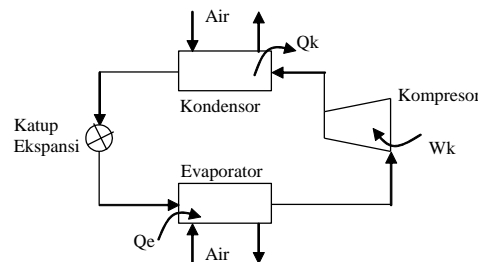 Air
Qk
Kondensor
Kompresor
Katup
Ekspansi
Wk
Evaporator
Qe
Air